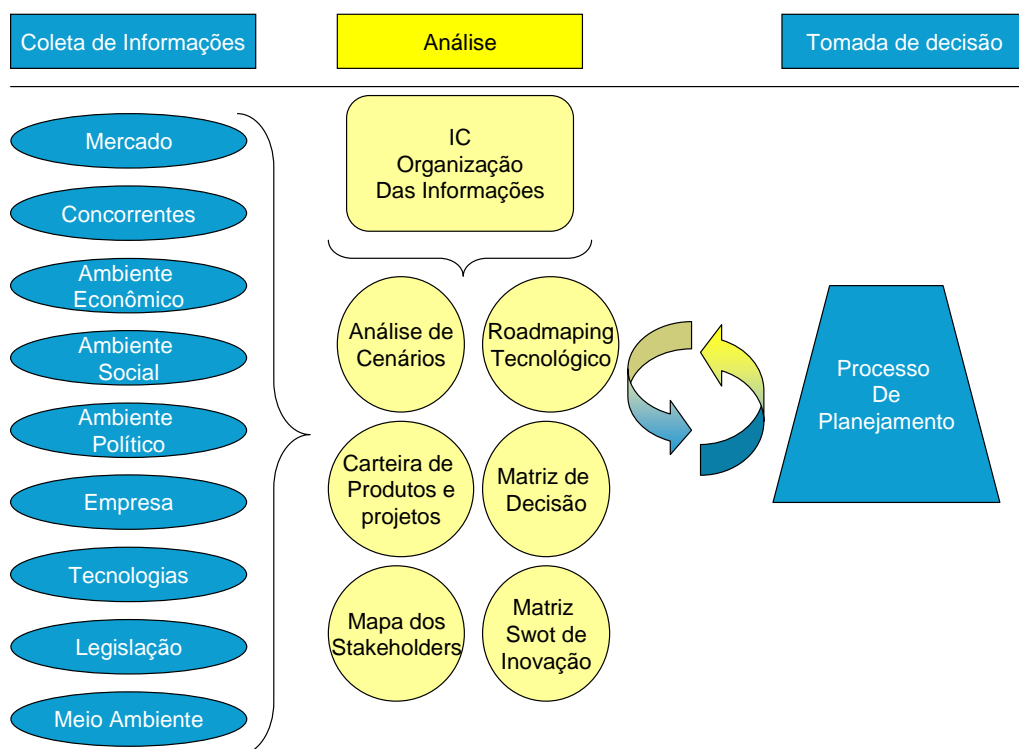 Coleta de Informações
Análise
Tomada de decisão
Mercado
Concorrentes
Ambiente
Econômico
Ambiente
Social
Ambiente
Político
Empresa
Tecnologias
Legislação
Meio Ambiente
IC
Organização
Das Informações
Análise de
Cenários
Roadmaping
Tecnológico
Carteira de
Produtos e
projetos
Matriz de
Decisão
Mapa dos
Stakeholders
Matriz
Swot de
Inovação
Processo
De
Planejamento